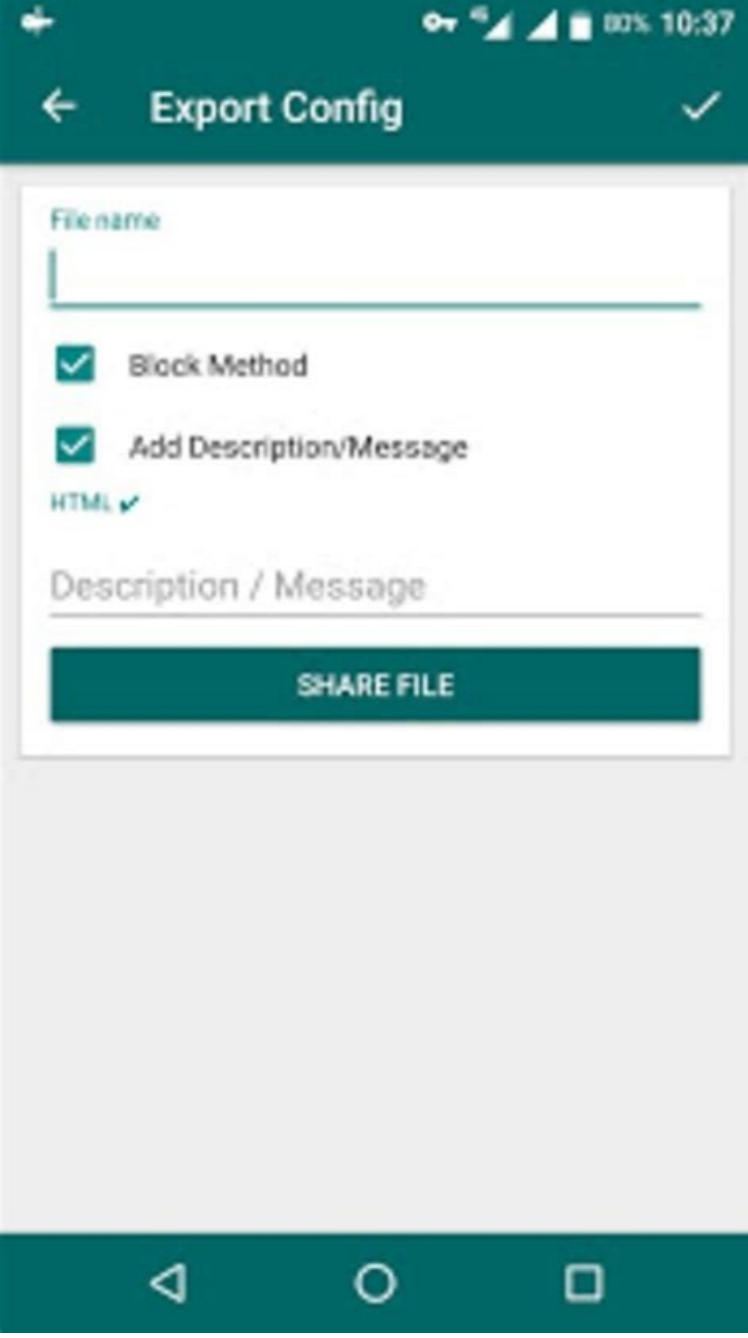 80% 10:37
Export Config
File name
Block Method
Add Description/Message
HTML ✔
Description / Message
SHARE FILE